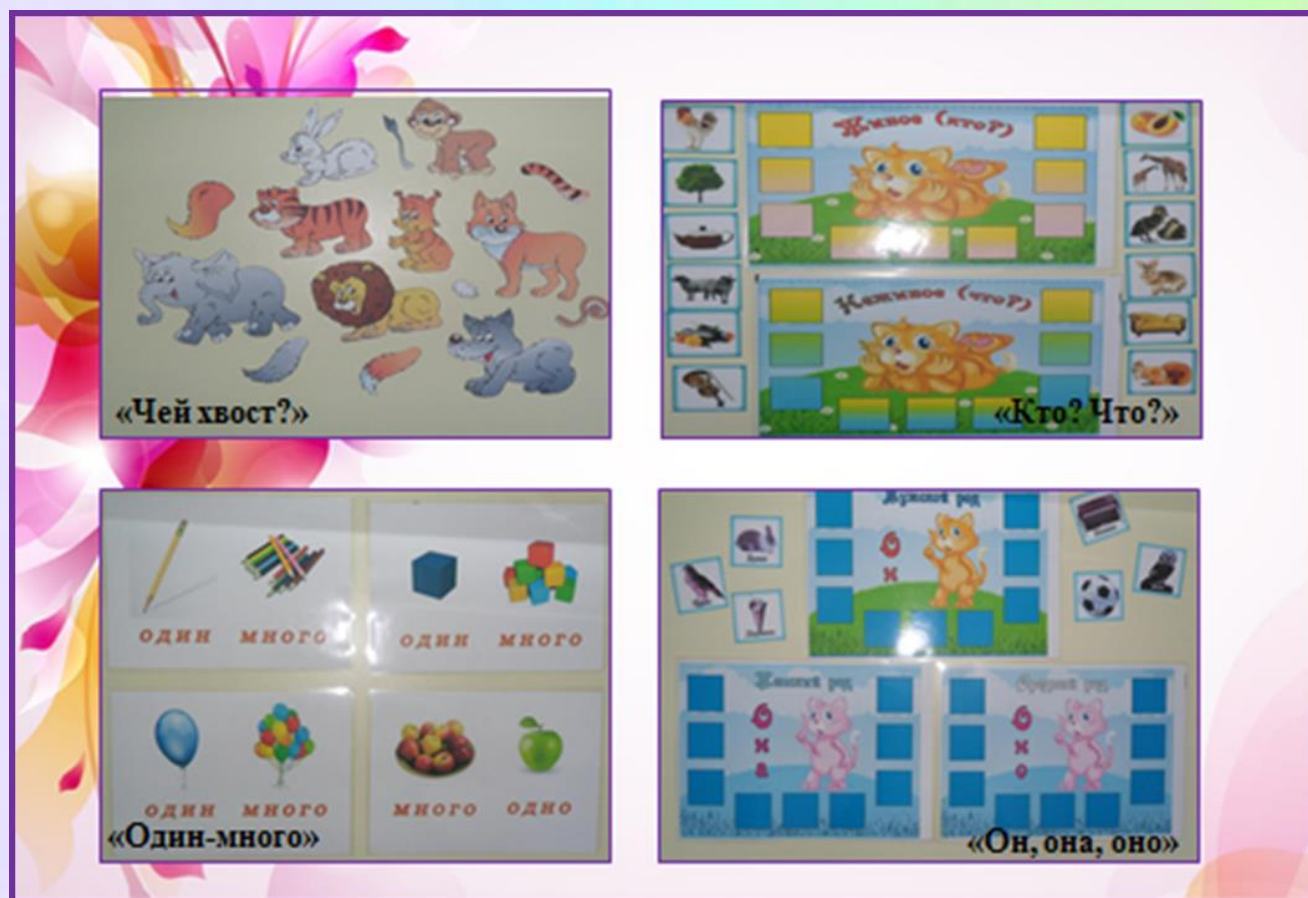 Живое (кто?)
Неживое (что?)
«Чей хвост?»
«Кто? Что?»
Мужской род
Он
один много
один много
один много
много одно
«Один-много»
Женский род
Она
Средний род
Оно
«Он, она, оно»